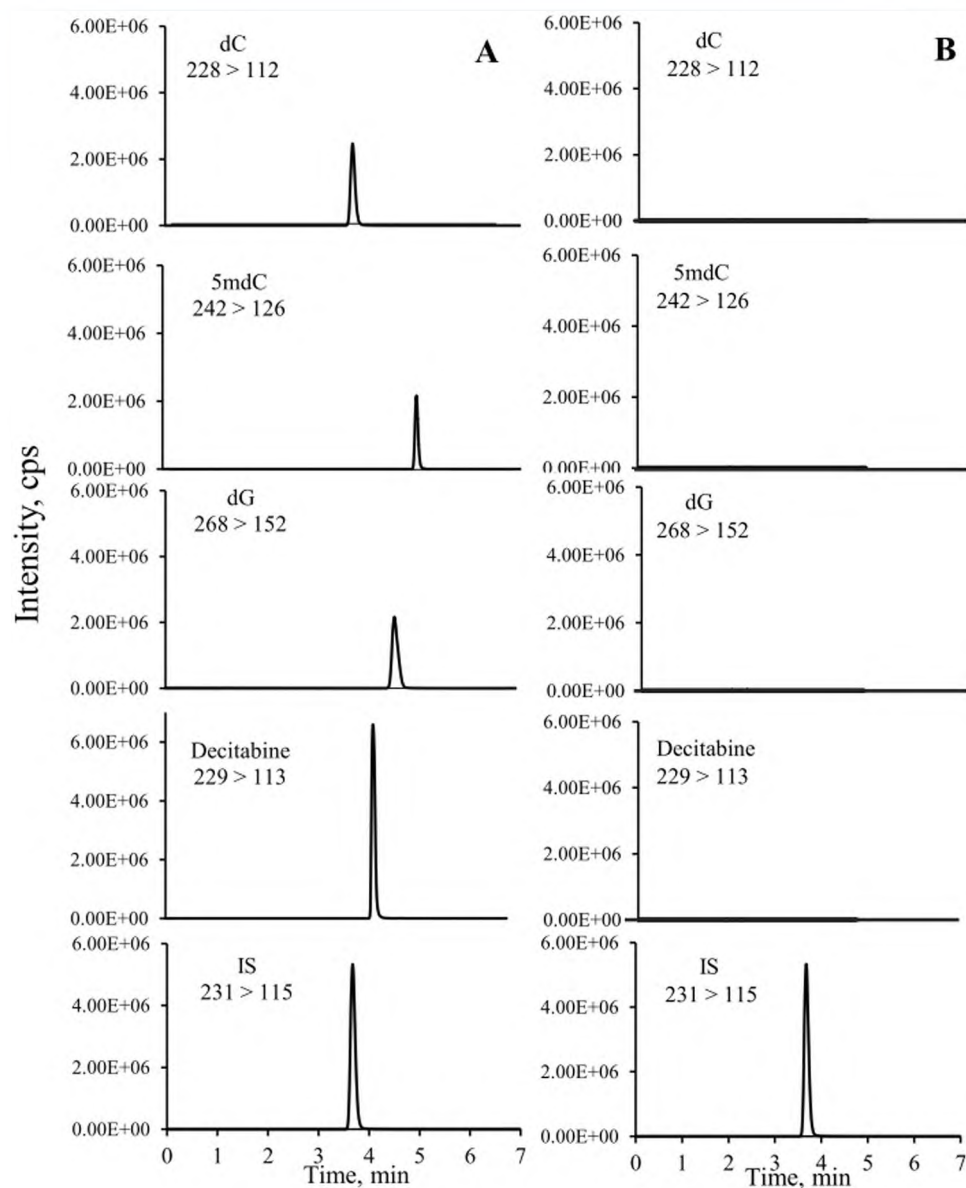 A
dC
228 > 112
6.00E+06
4.00E+06
2.00E+06
0.00E+00
5mdC
242 > 126
6.00E+06
4.00E+06
2.00E+06
0.00E+00
dG
268 > 152
6.00E+06
4.00E+06
2.00E+06
0.00E+00
Decitabine
229 > 113
6.00E+06
4.00E+06
2.00E+06
0.00E+00
IS
231 > 115
6.00E+06
4.00E+06
2.00E+06
0.00E+00
0 1 2 3 4 5 6 7
Time, min
Intensity, cps
B
dC
228 > 112
6.00E+06
4.00E+06
2.00E+06
0.00E+00
5mdC
242 > 126
6.00E+06
4.00E+06
2.00E+06
0.00E+00
dG
268 > 152
6.00E+06
4.00E+06
2.00E+06
0.00E+00
Decitabine
229 > 113
6.00E+06
4.00E+06
2.00E+06
0.00E+00
IS
231 > 115
6.00E+06
4.00E+06
2.00E+06
0.00E+00
0 1 2 3 4 5 6 7
Time, min